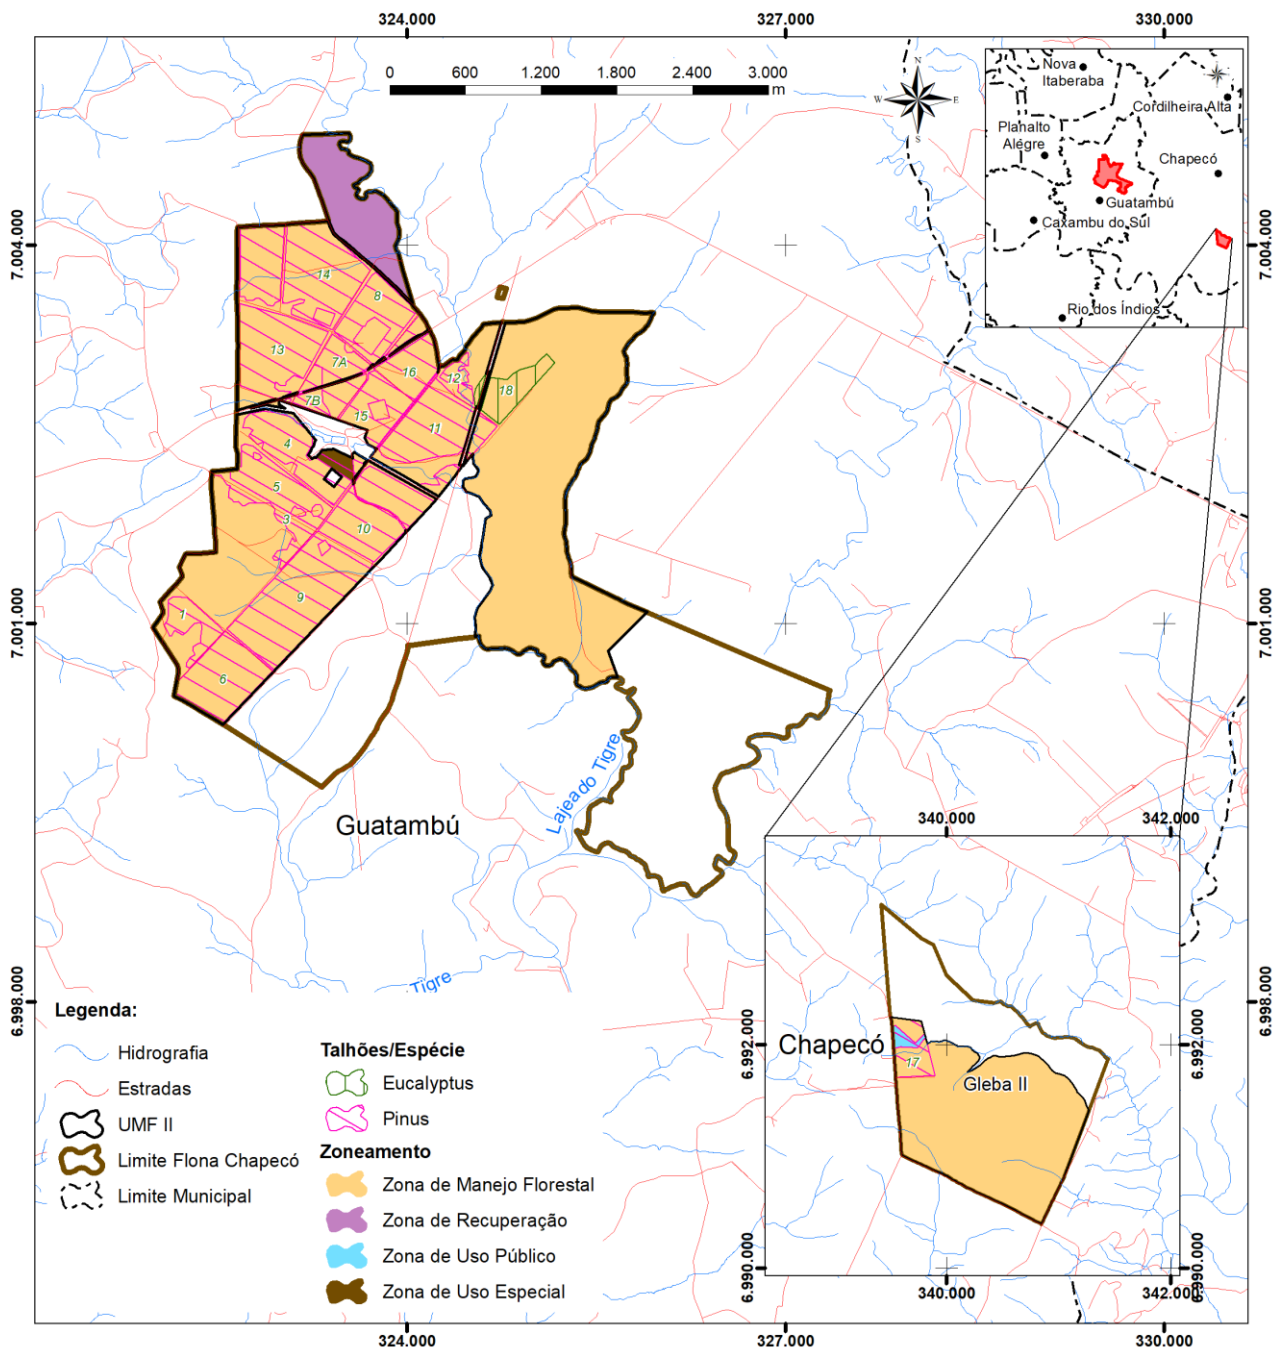 324.000
327.000
330.000
0
600
1.200
1.800
2.400
3.000
m
N
W
E
S
Nova
Itaberaba
Cordilheira Alta
Planalto
Alegre
Chapecó
Guatambú
Caxambu do Sul
Rio dos Índios
7.004.000
7.004.000
14
8
13
7A
16
12
18
7B
15
11
4
5
3
10
9
1
6
7.001.000
7.001.000
Lajeado Tigre
Guatambú
Tigre
340.000
342.000
6.998.000
6.998.000
6.992.000
6.992.000
Chapecó
17
Gleba II
6.990.000
6.990.000
340.000
342.000
Legenda:
Hidrografia
Estradas
UMF II
Limite Flona Chapecó
Limite Municipal
Talhões/Espécie
Eucalyptus
Pinus
Zoneamento
Zona de Manejo Florestal
Zona de Recuperação
Zona de Uso Público
Zona de Uso Especial
324.000
327.000
330.000